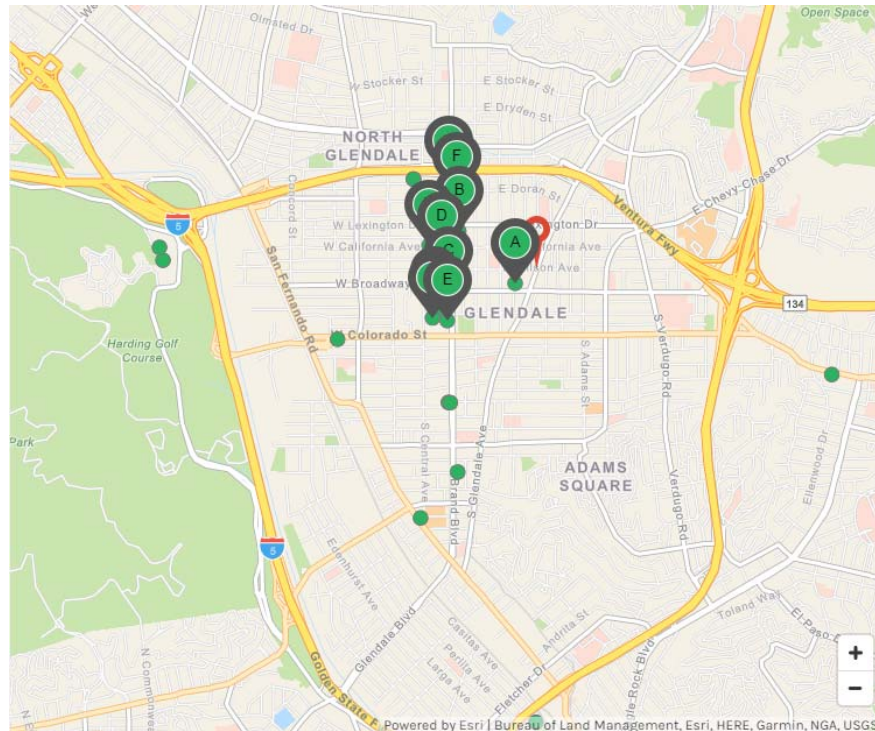 Open Space
Olmsted Dr
W Stocker St
E Stocker St
E Dryden St
NORTH
GLENDALE
F
E Chevy Chase Dr
Concord St
E Doran St
B
D
W Lexington Dr
Ventura Fwy
5
W California Ave
C
A
San Fernando Rd
W Broadway
E
GLENDALE
134
W Colorado St
Harding Golf
Course
S Verdugo Rd
S Adams St
Park
S Central Ave
Ellenwood Dr
ADAMS
SQUARE
S Glendale Ave
Brand Blvd
Verdugo Rd
5
Edenhurst Ave
Toland Way
Andrita St
Glendale Blvd
Casitas Ave
Perlita Ave
Larga Ave
Fletcher Dr
N Commonwe
Golden State F
+
−
Powered by Esri | Bureau of Land Management, Esri, HERE, Garmin, NGA, USGS